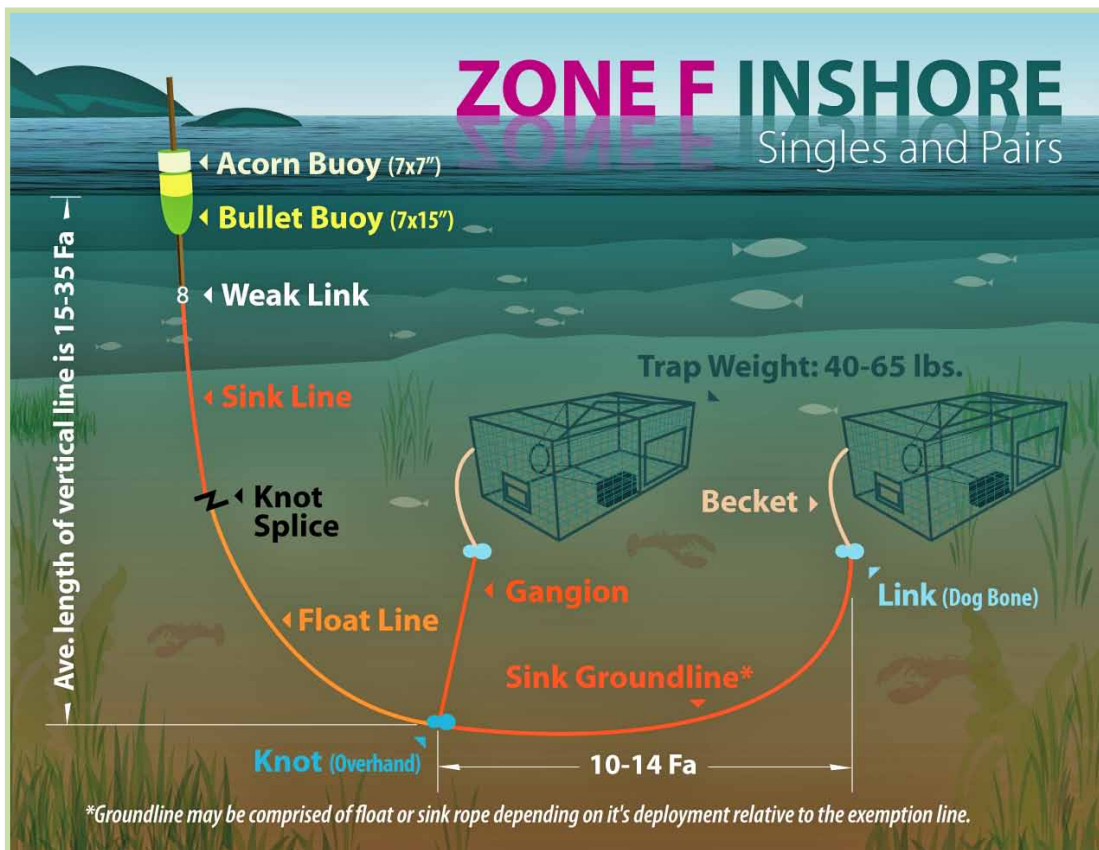 ZONE F INSHORE
Singles and Pairs
Acorn Buoy (7x7")
Bullet Buoy (7x15")
Ave. length of vertical line is 15-35 Fa
8
Weak Link
Sink Line
Trap Weight: 40-65 lbs.
Knot
Splice
Becket
Gangion
Link (Dog Bone)
Float Line
Sink Groundline*
Knot (Overhand)
10-14 Fa
*Groundline may be comprised of float or sink rope depending on it's deployment relative to the exemption line.